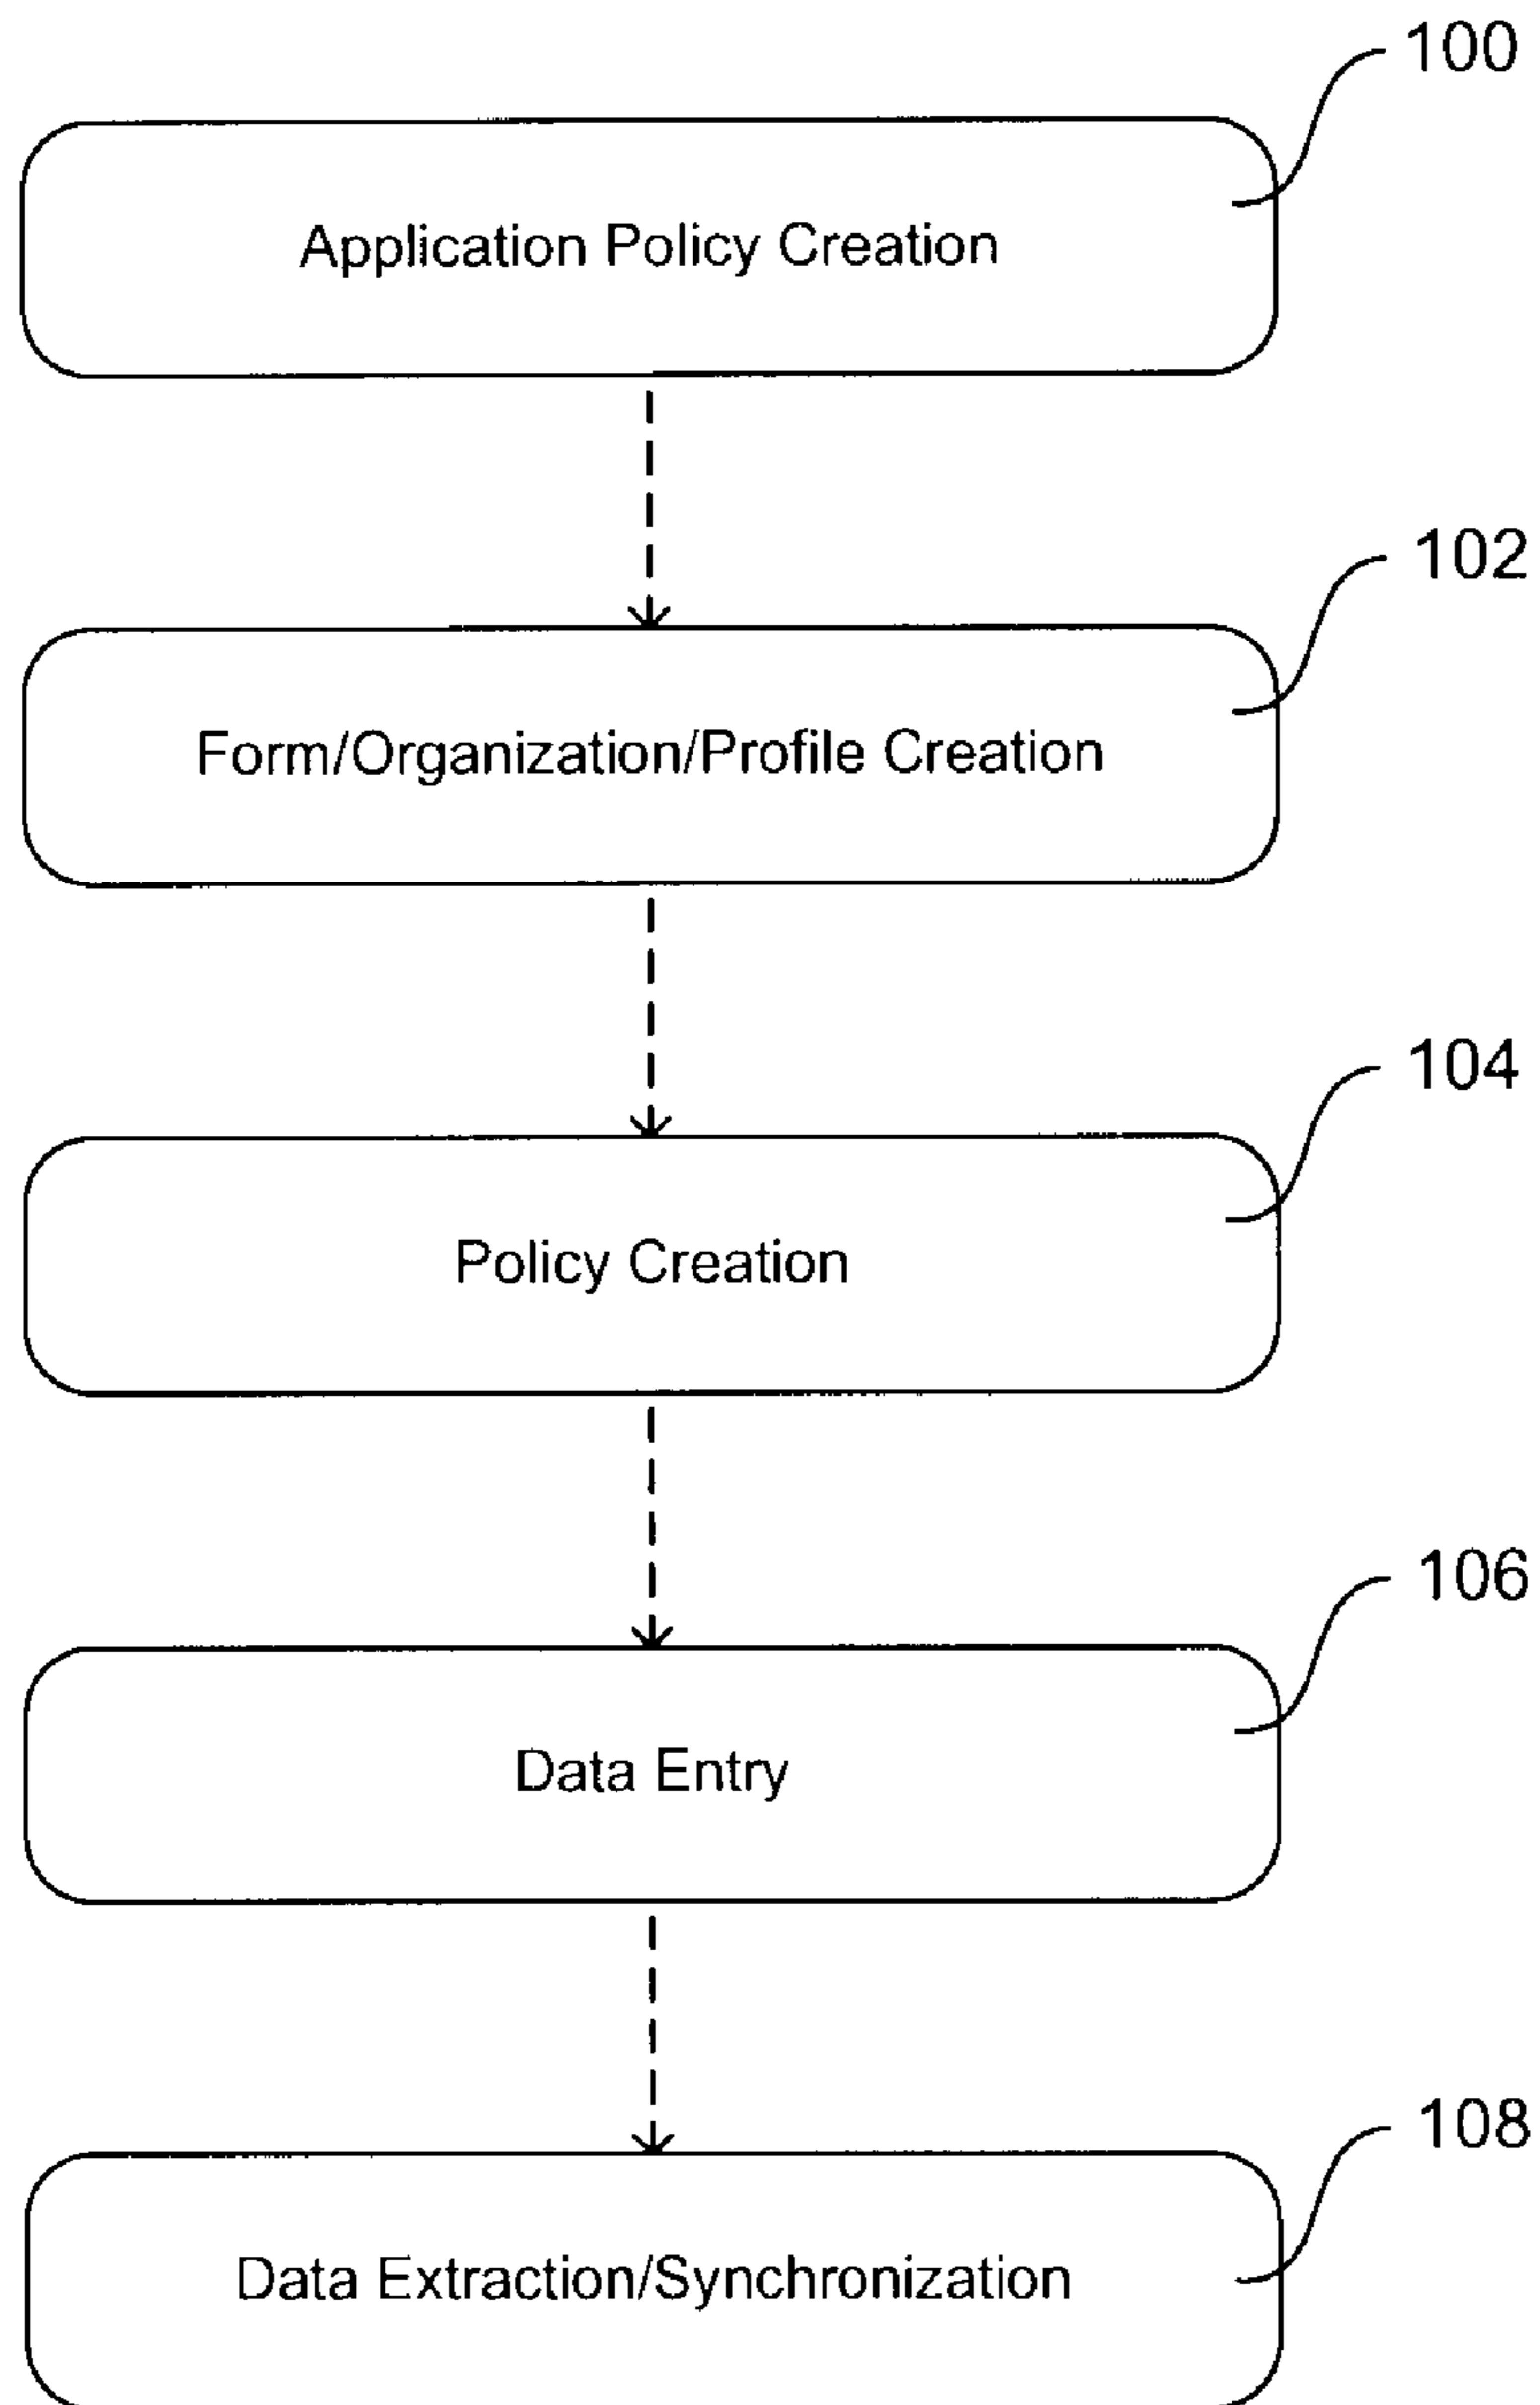 100
Application Policy Creation
102
Form/Organization/Profile Creation
104
Policy Creation
106
Data Entry
108
Data Extraction/Synchronization